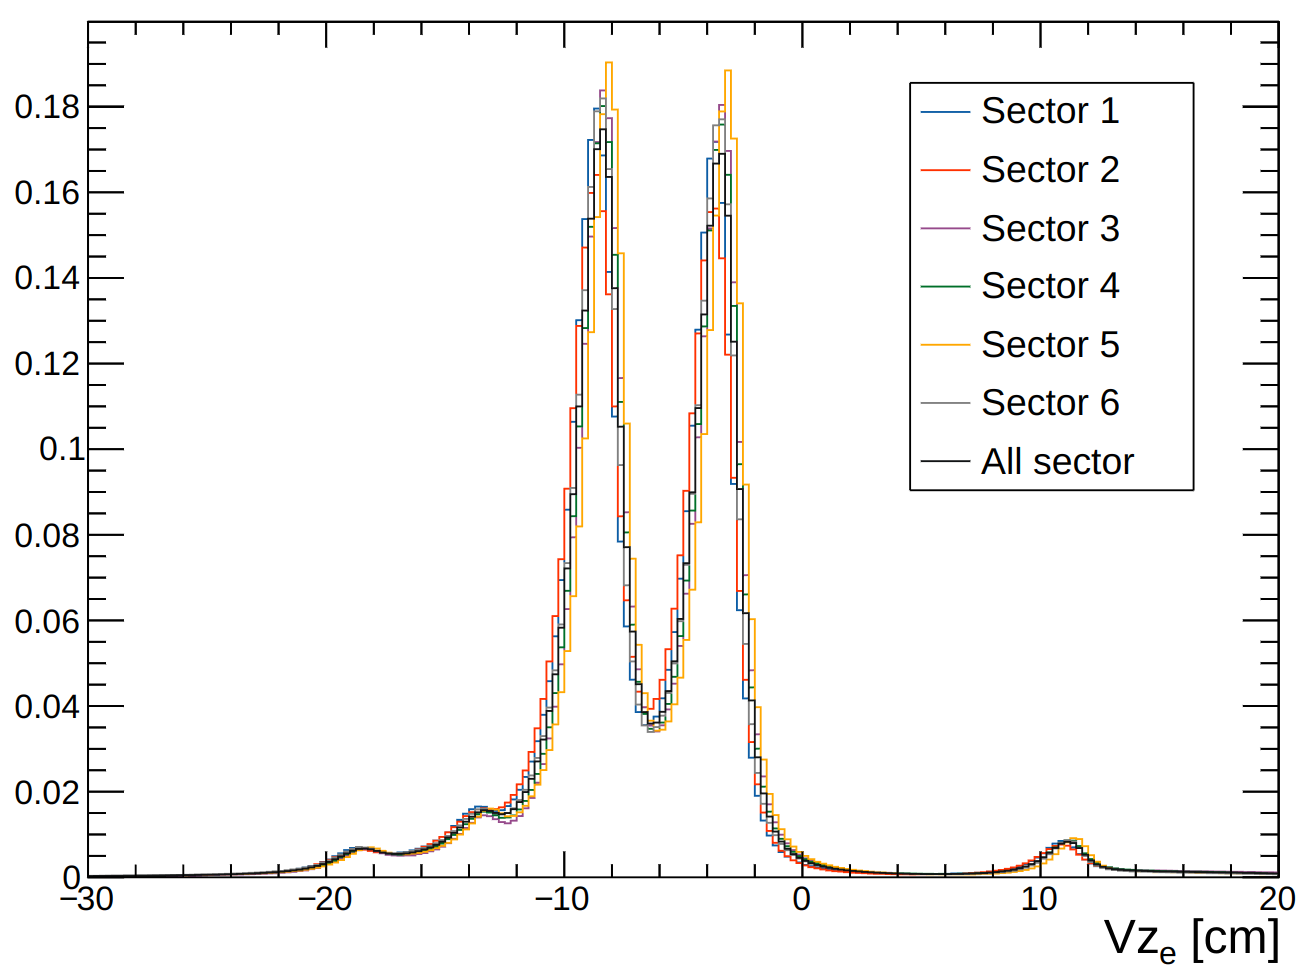 0.18
0.16
0.14
0.12
0.1
0.08
0.06
0.04
0.02
0
Sector 1
Sector 2
Sector 3
Sector 4
Sector 5
Sector 6
All sector
−30 −20 −10 0 10 20
Vze [cm]